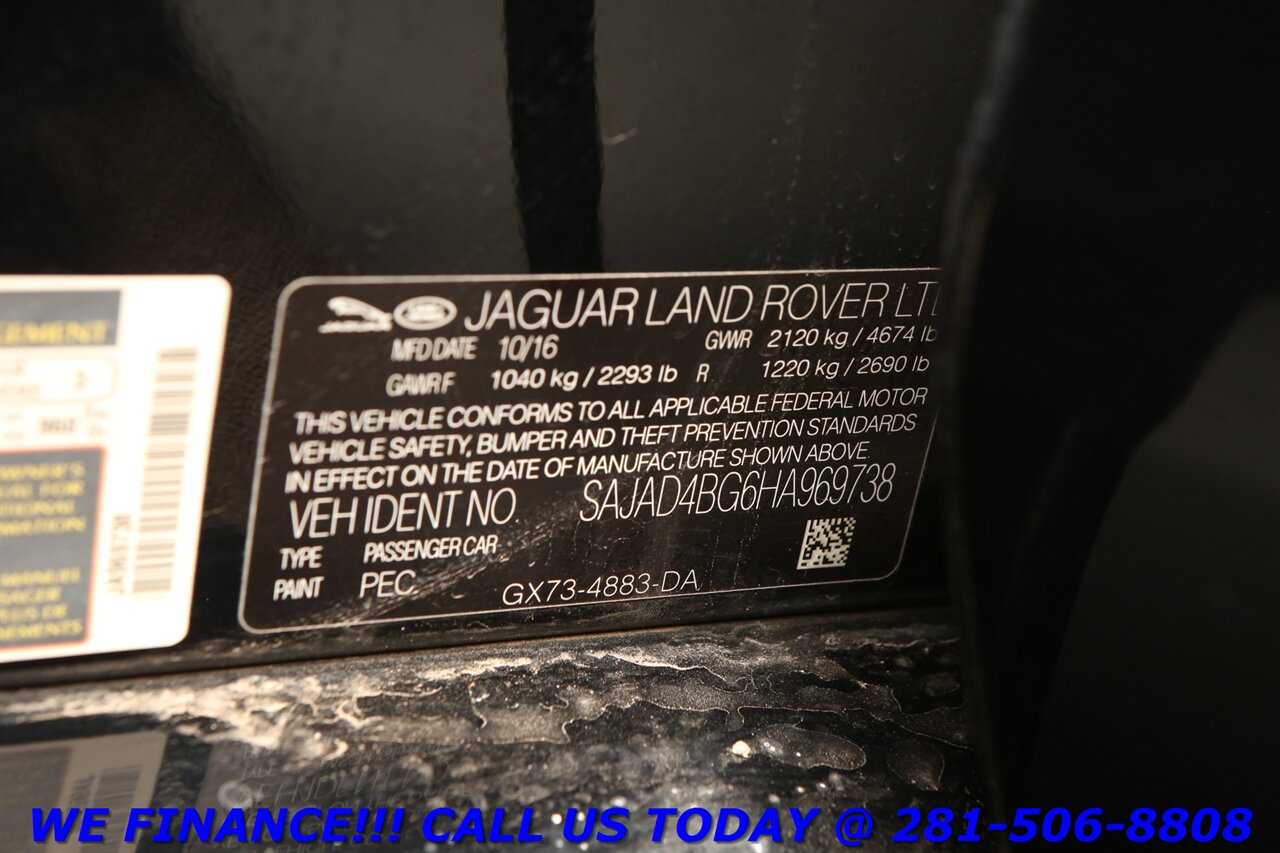 JAGUAR LAND ROVER LT
MFD DATE 10/16 GVWR 2120 kg / 4674 lb
GAWR F 1040 kg / 2293 lb R 1220 kg / 2690 lb
THIS VEHICLE CONFORMS TO ALL APPLICABLE FEDERAL MOTOR
VEHICLE SAFETY, BUMPER AND THEFT PREVENTION STANDARDS
IN EFFECT ON THE DATE OF MANUFACTURE SHOWN ABOVE.
VEH IDENT NO. SAJAD4BG6HA969738
TYPE PASSENGER CAR
PAINT PEC
GX73-4883-DA
WE FINANCE!!! CALL US TODAY @ 281-506-8808